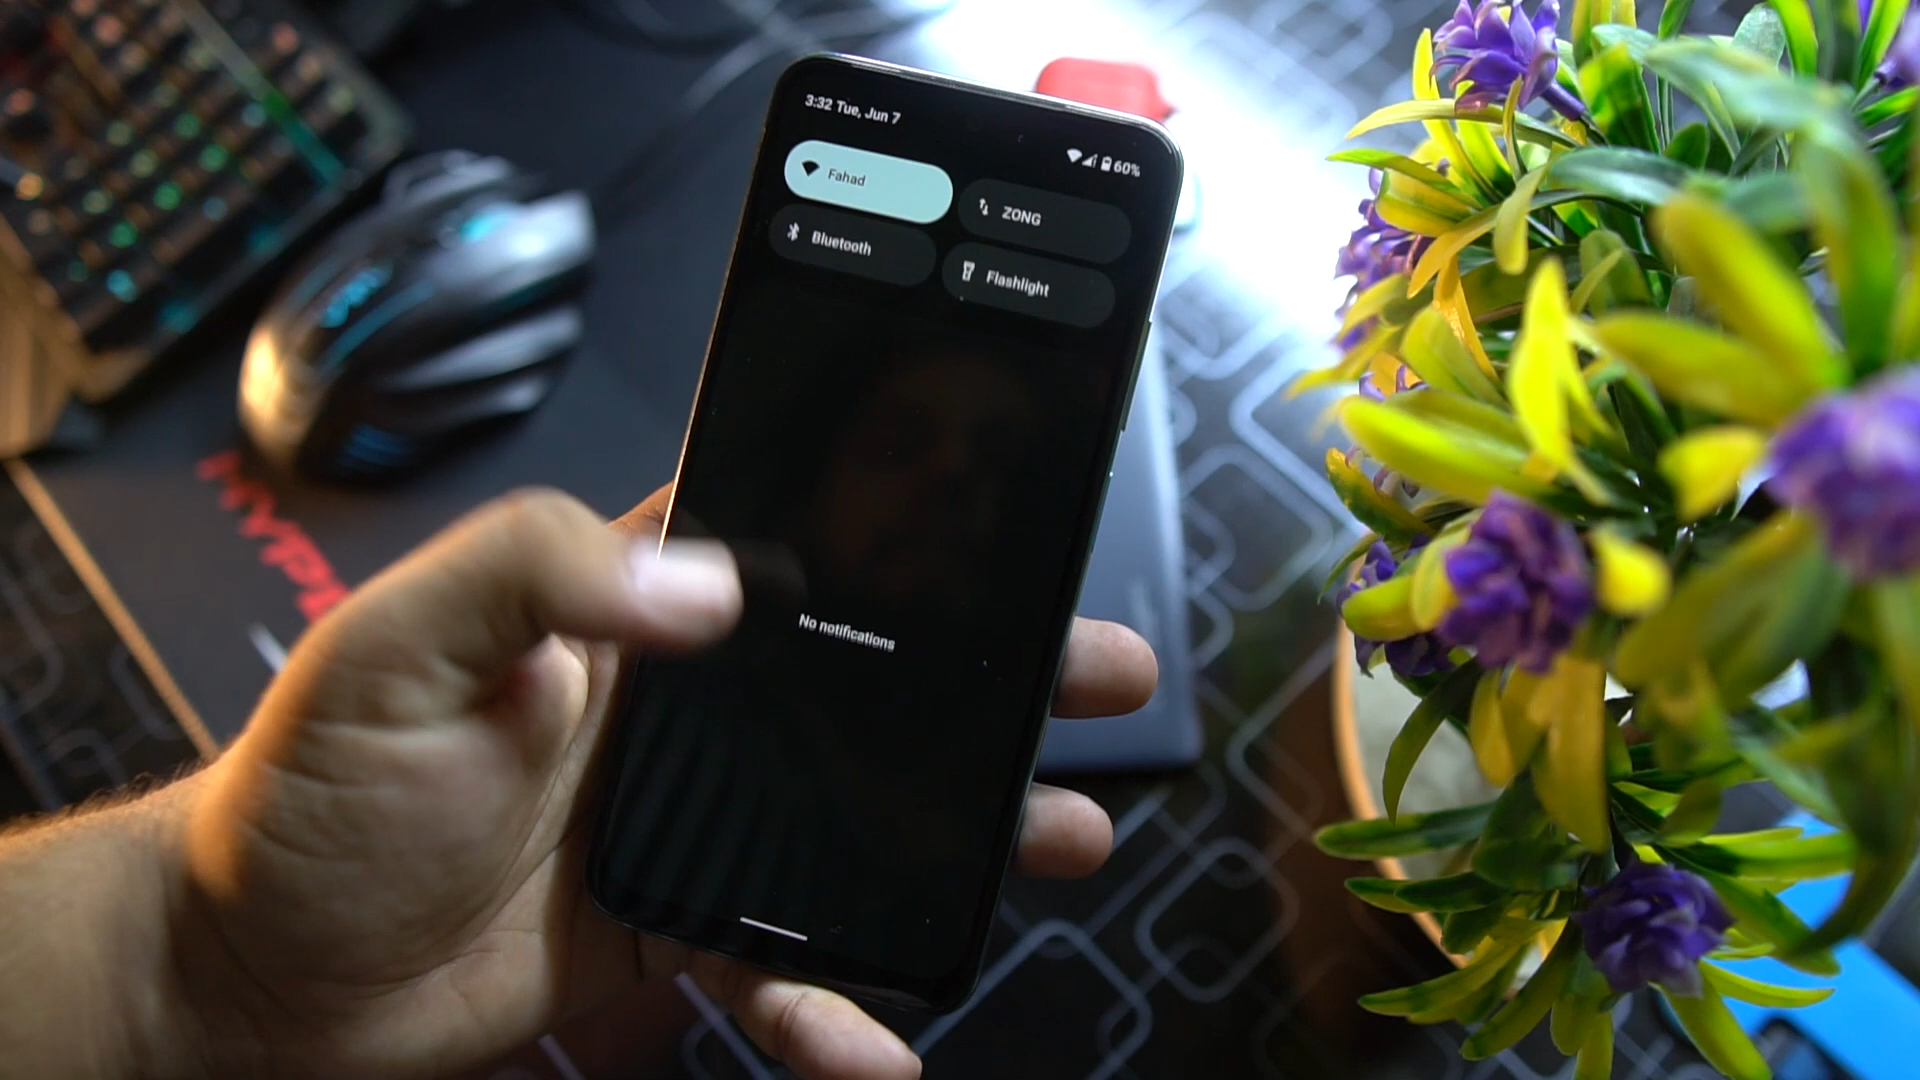 3:32 Tue, Jun 7
60%
Fahad
ZONG
Bluetooth
Flashlight
No notifications